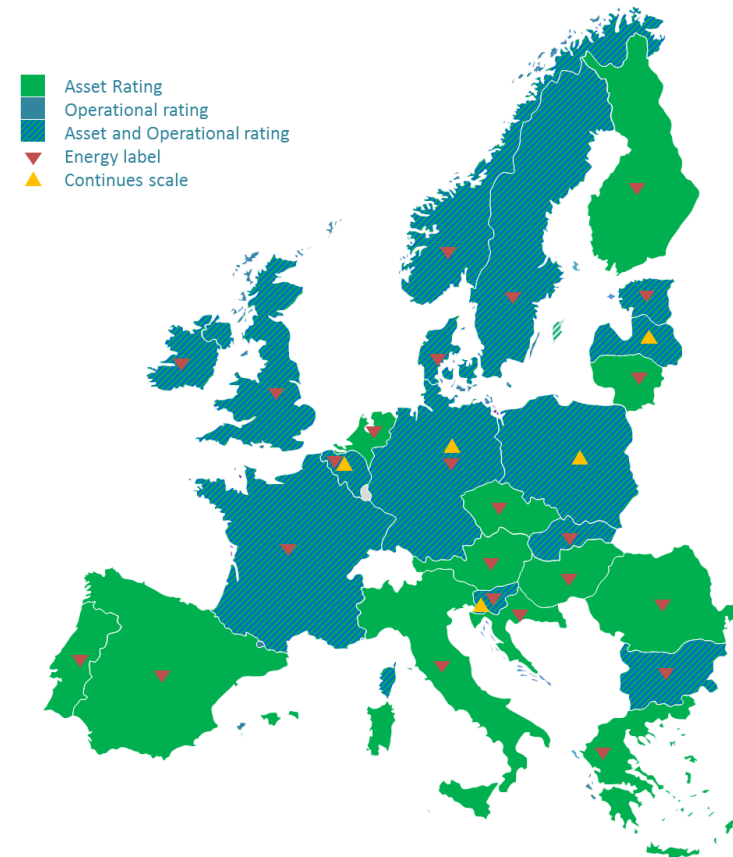 Asset Rating
Operational rating
Asset and Operational rating
Energy label
Continues scale